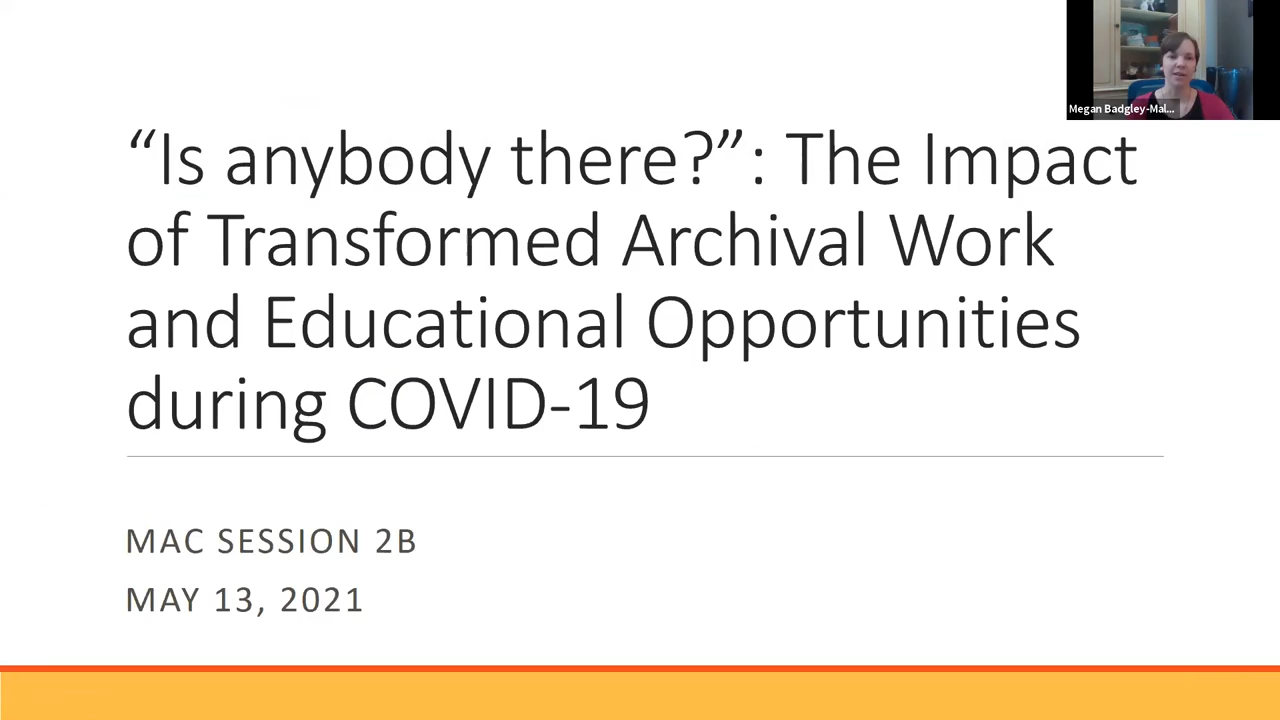 Megan Badgley-Mal...
“Is anybody there?”: The Impact
of Transformed Archival Work
and Educational Opportunities
during COVID-19
MAC SESSION 2B
MAY 13, 2021